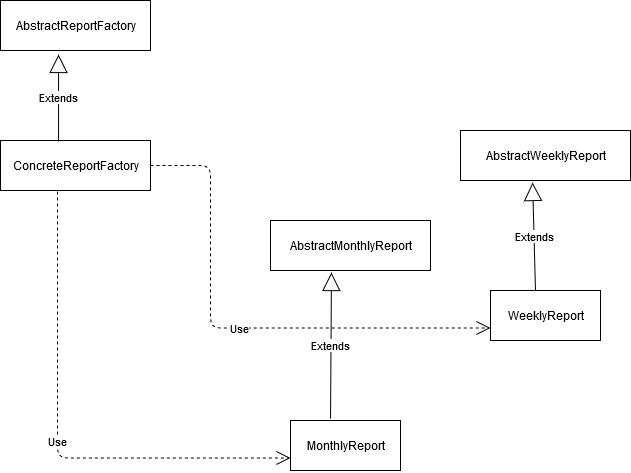 AbstractReportFactory
Extends
ConcreteReportFactory
AbstractWeeklyReport
Extends
AbstractMonthlyReport
WeeklyReport
Use
Extends
Use
MonthlyReport